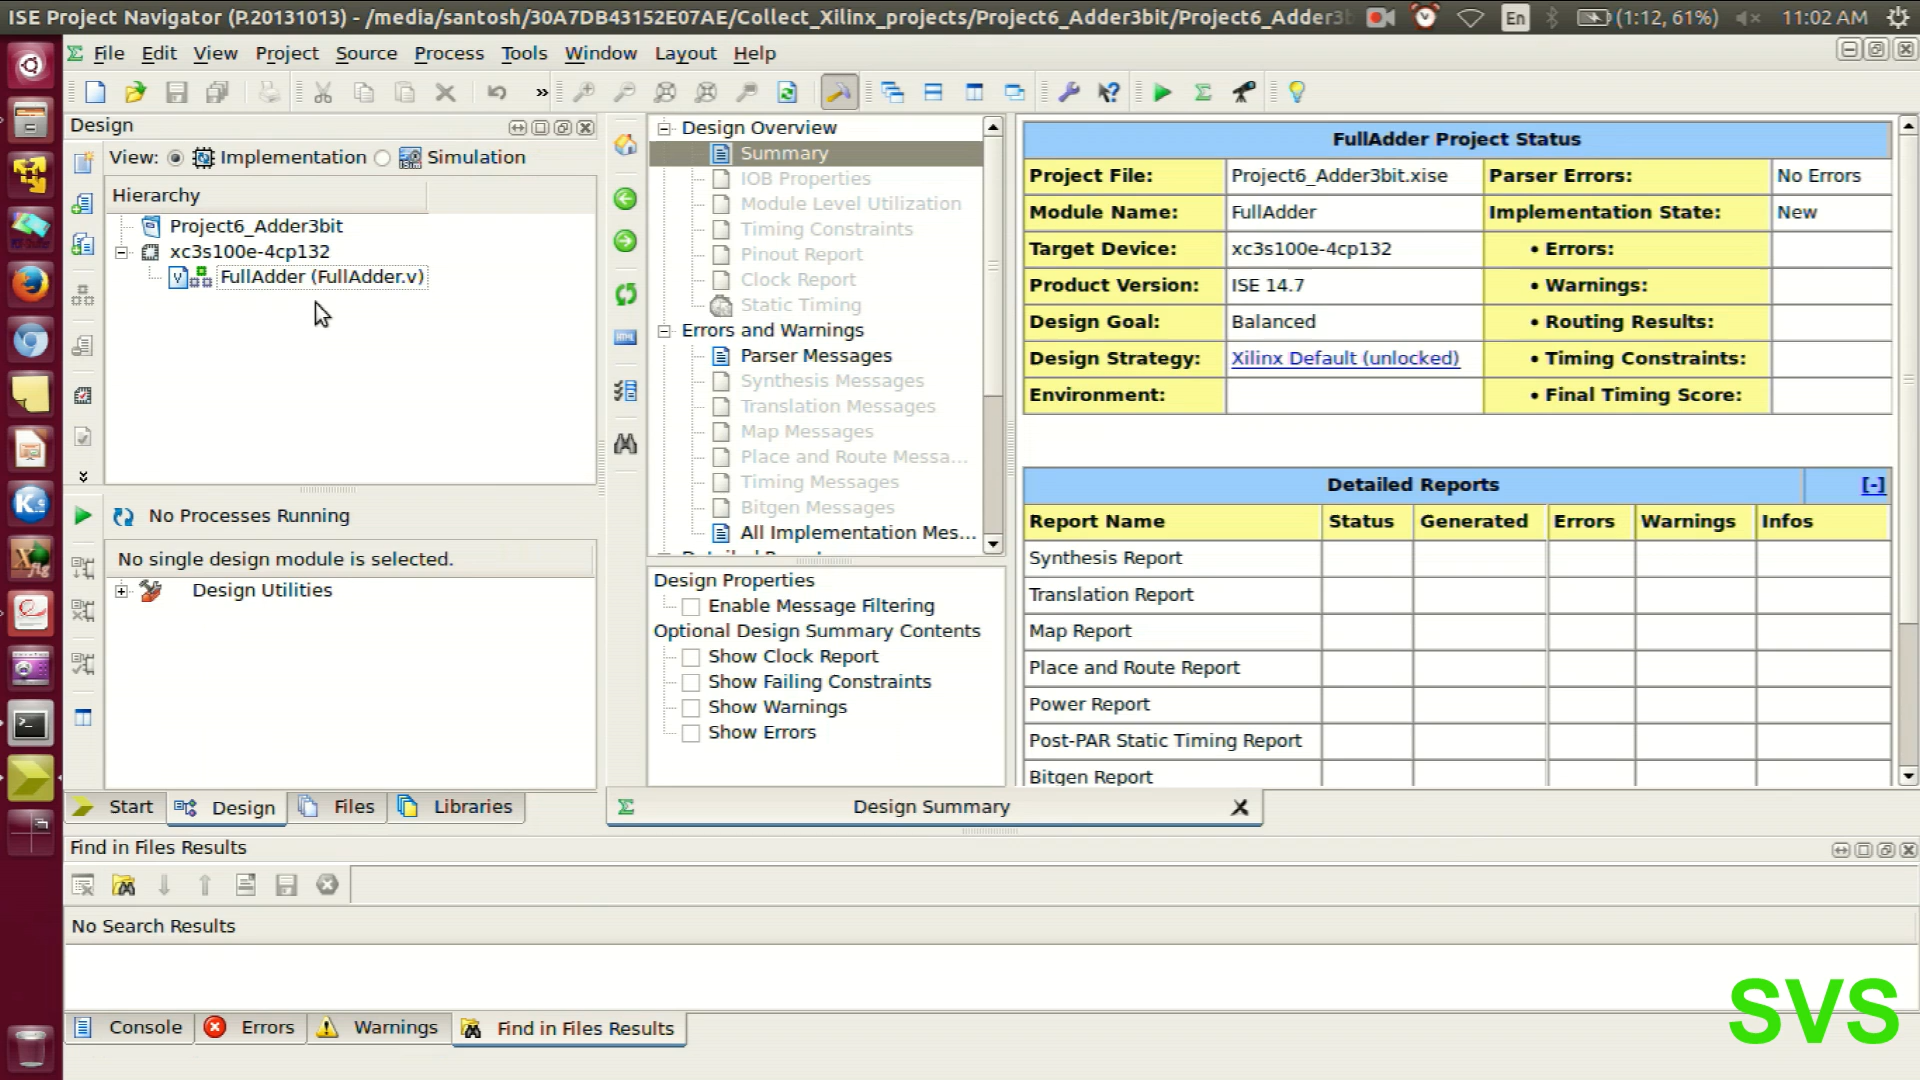 ISE Project Navigator (P.20131013) - /media/santosh/30A7DB43152E07AE/Collect_Xilinx_projects/Project6_Adder3bit/Project6_Adder3b
En
(1:12, 61%)
11:02 AM
File Edit View Project Source Process Tools Window Layout Help
Design
View: Implementation Simulation
Hierarchy
Project6_Adder3bit
xc3s100e-4cp132
FullAdder (FullAdder.v)
No Processes Running
No single design module is selected.
Design Utilities
Start Design Files Libraries
Design Overview
Summary
IOB Properties
Module Level Utilization
Timing Constraints
Pinout Report
Clock Report
Static Timing
Errors and Warnings
Parser Messages
Synthesis Messages
Translation Messages
Map Messages
Place and Route Messa...
Timing Messages
Bitgen Messages
All Implementation Mes...
Design Properties
Enable Message Filtering
Optional Design Summary Contents
Show Clock Report
Show Failing Constraints
Show Warnings
Show Errors
FullAdder Project Status
Project File: Project6_Adder3bit.xise Parser Errors: No Errors
Module Name: FullAdder Implementation State: New
Target Device: xc3s100e-4cp132 • Errors:
Product Version: ISE 14.7 • Warnings:
Design Goal: Balanced • Routing Results:
Design Strategy: Xilinx Default (unlocked) • Timing Constraints:
Environment: • Final Timing Score:
Detailed Reports [-]
Report Name Status Generated Errors Warnings Infos
Synthesis Report
Translation Report
Map Report
Place and Route Report
Power Report
Post-PAR Static Timing Report
Bitgen Report
Design Summary
Find in Files Results
No Search Results
Console Errors Warnings Find in Files Results
SVS